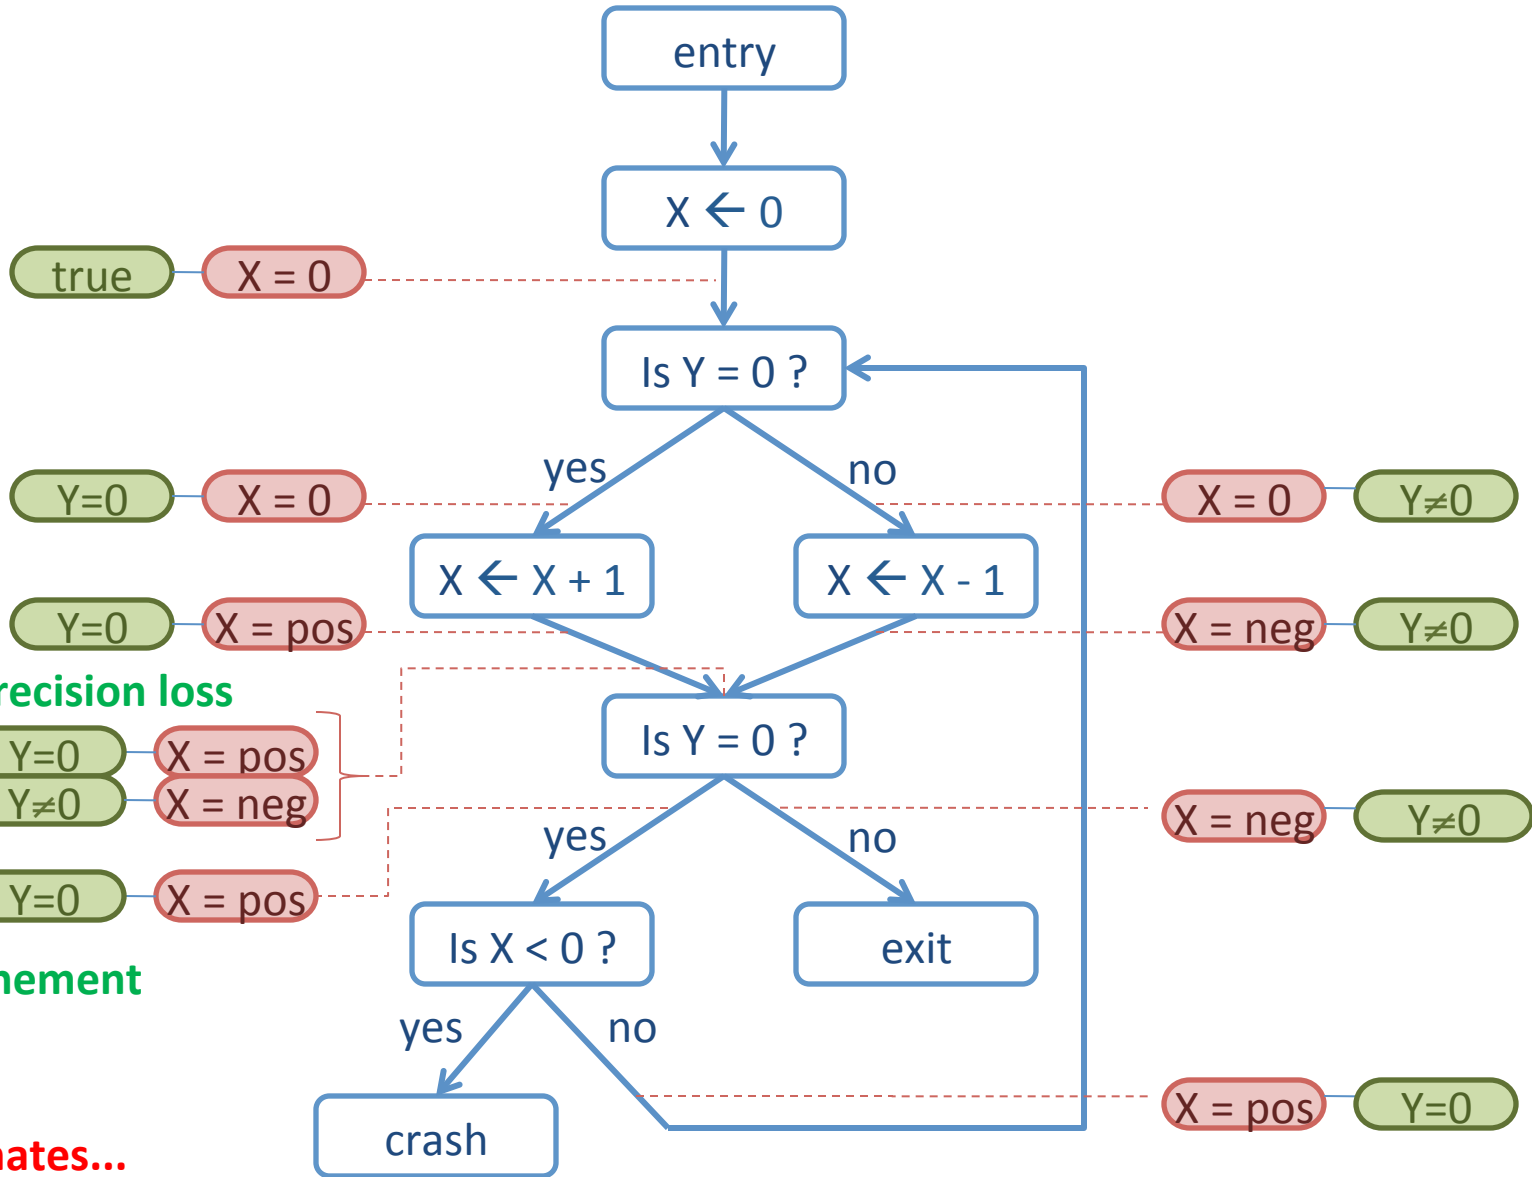 entry
X ← 0
true X = 0
Is Y = 0 ?
yes no
Y=0 X = 0 X = 0 Y≠0
X ← X + 1 X ← X - 1
Y=0 X = pos X = neg Y≠0
recision loss
Y=0 X = pos
Is Y = 0 ?
Y≠0 X = neg
X = neg Y≠0
yes no
Y=0 X = pos
Is X < 0 ? exit
nement
yes no
X = pos Y=0
crash
nates...